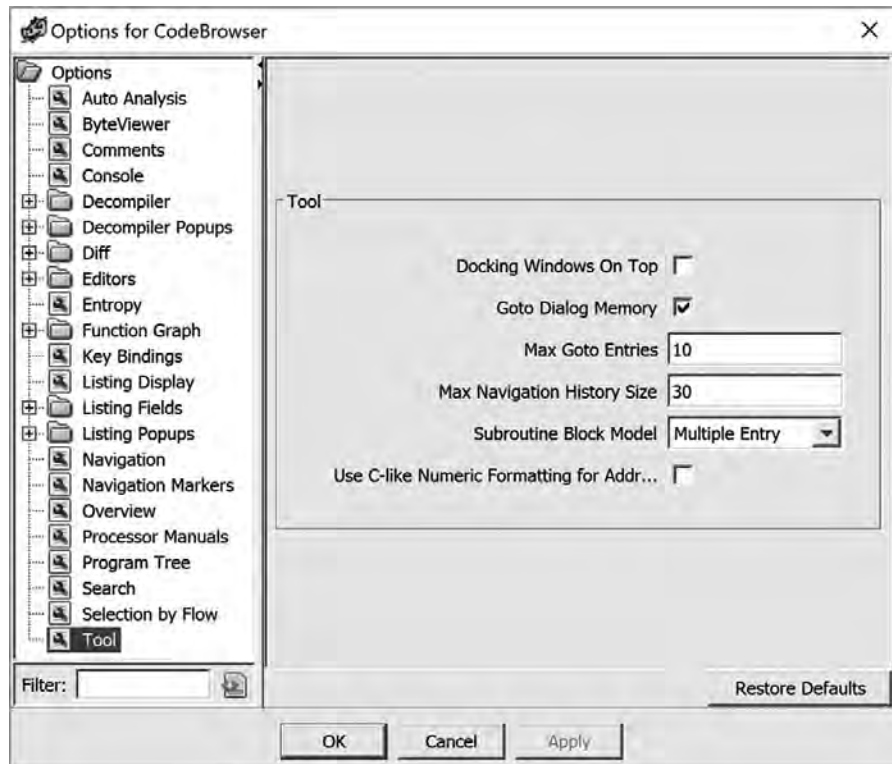 Options for CodeBrowser
Options
Auto Analysis
ByteViewer
Comments
Console
Decompiler
Decompiler Popups
Diff
Editors
Entropy
Function Graph
Key Bindings
Listing Display
Listing Fields
Listing Popups
Navigation
Navigation Markers
Overview
Processor Manuals
Program Tree
Search
Selection by Flow
Tool
Filter:
Tool
Docking Windows On Top
Goto Dialog Memory
Max Goto Entries 10
Max Navigation History Size 30
Subroutine Block Model Multiple Entry
Use C-like Numeric Formatting for Addr...
Restore Defaults
OK Cancel Apply